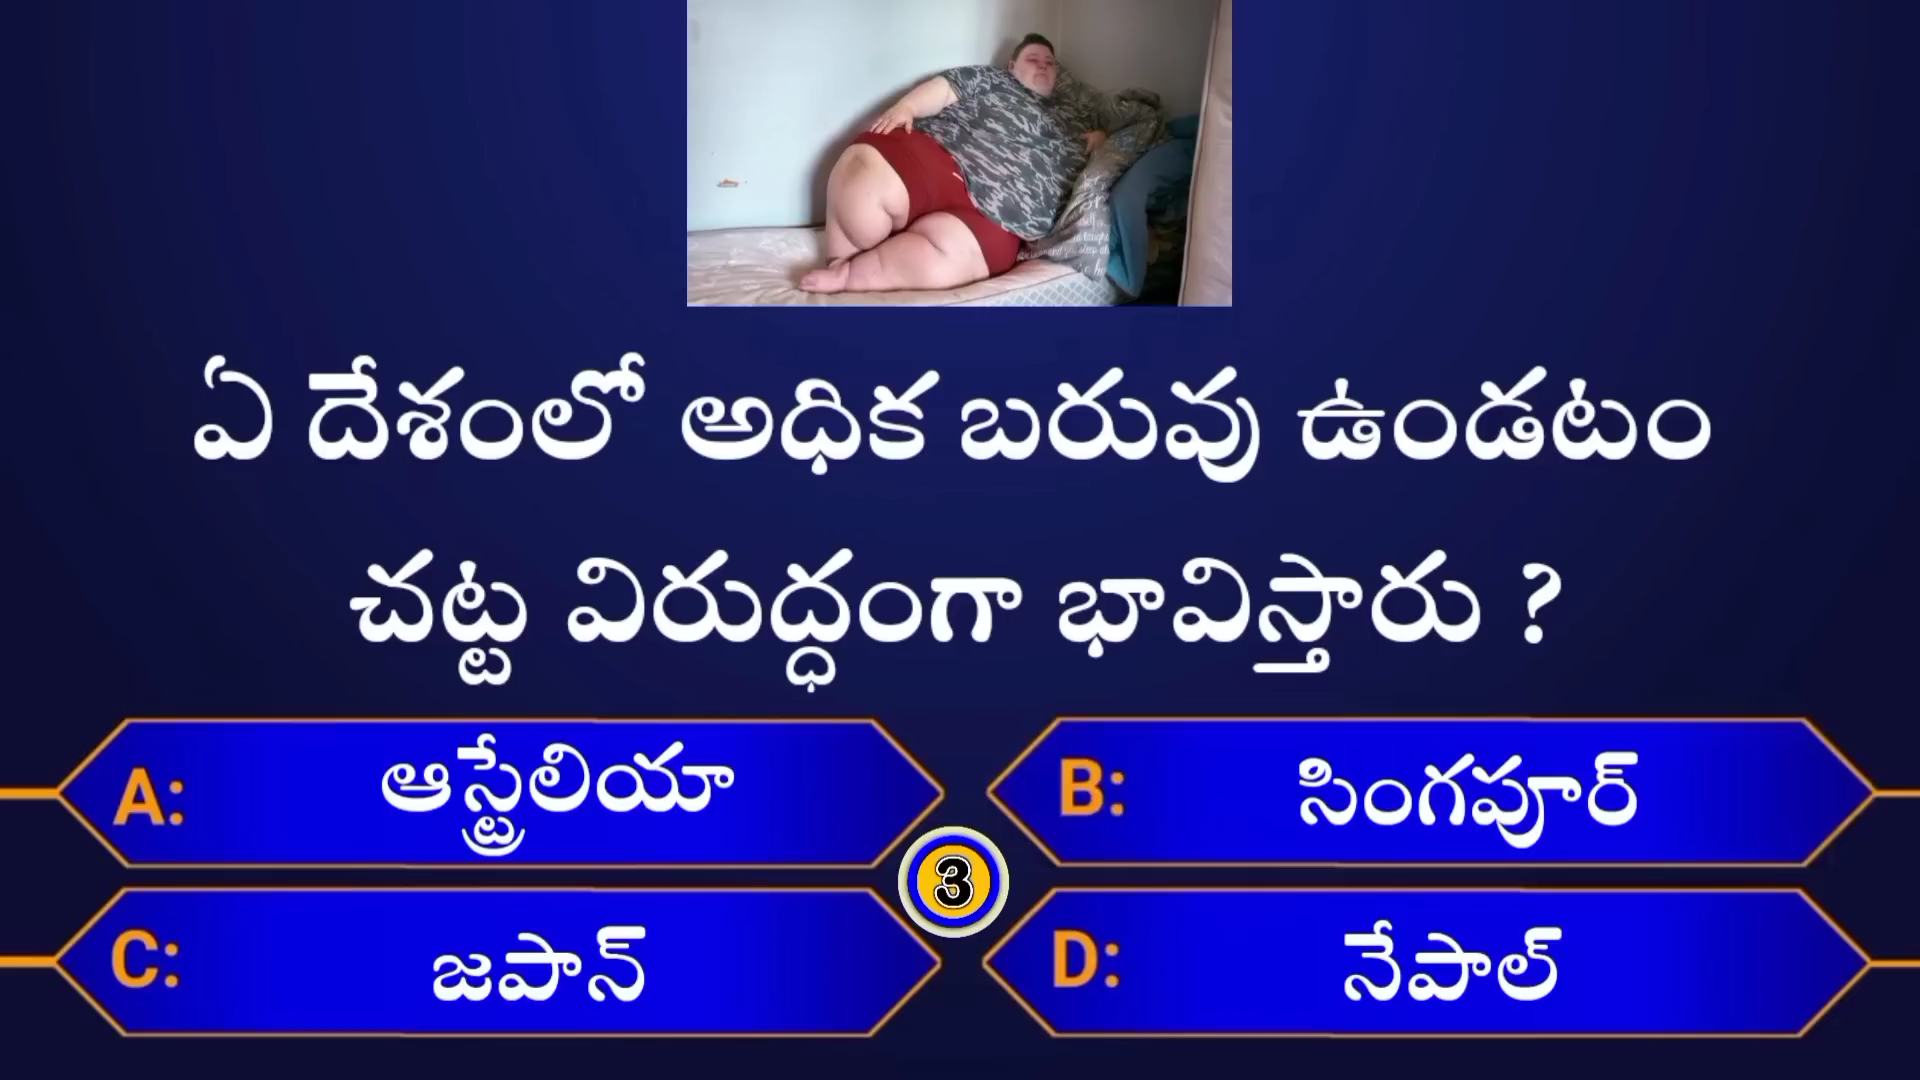 ఏ దేశంలో అధిక బరువు ఉండటం
చట్ట విరుద్ధంగా భావిస్తారు ?
A: ఆస్ట్రేలియా
B: సింగపూర్
3
C: జపాన్
D: నేపాల్